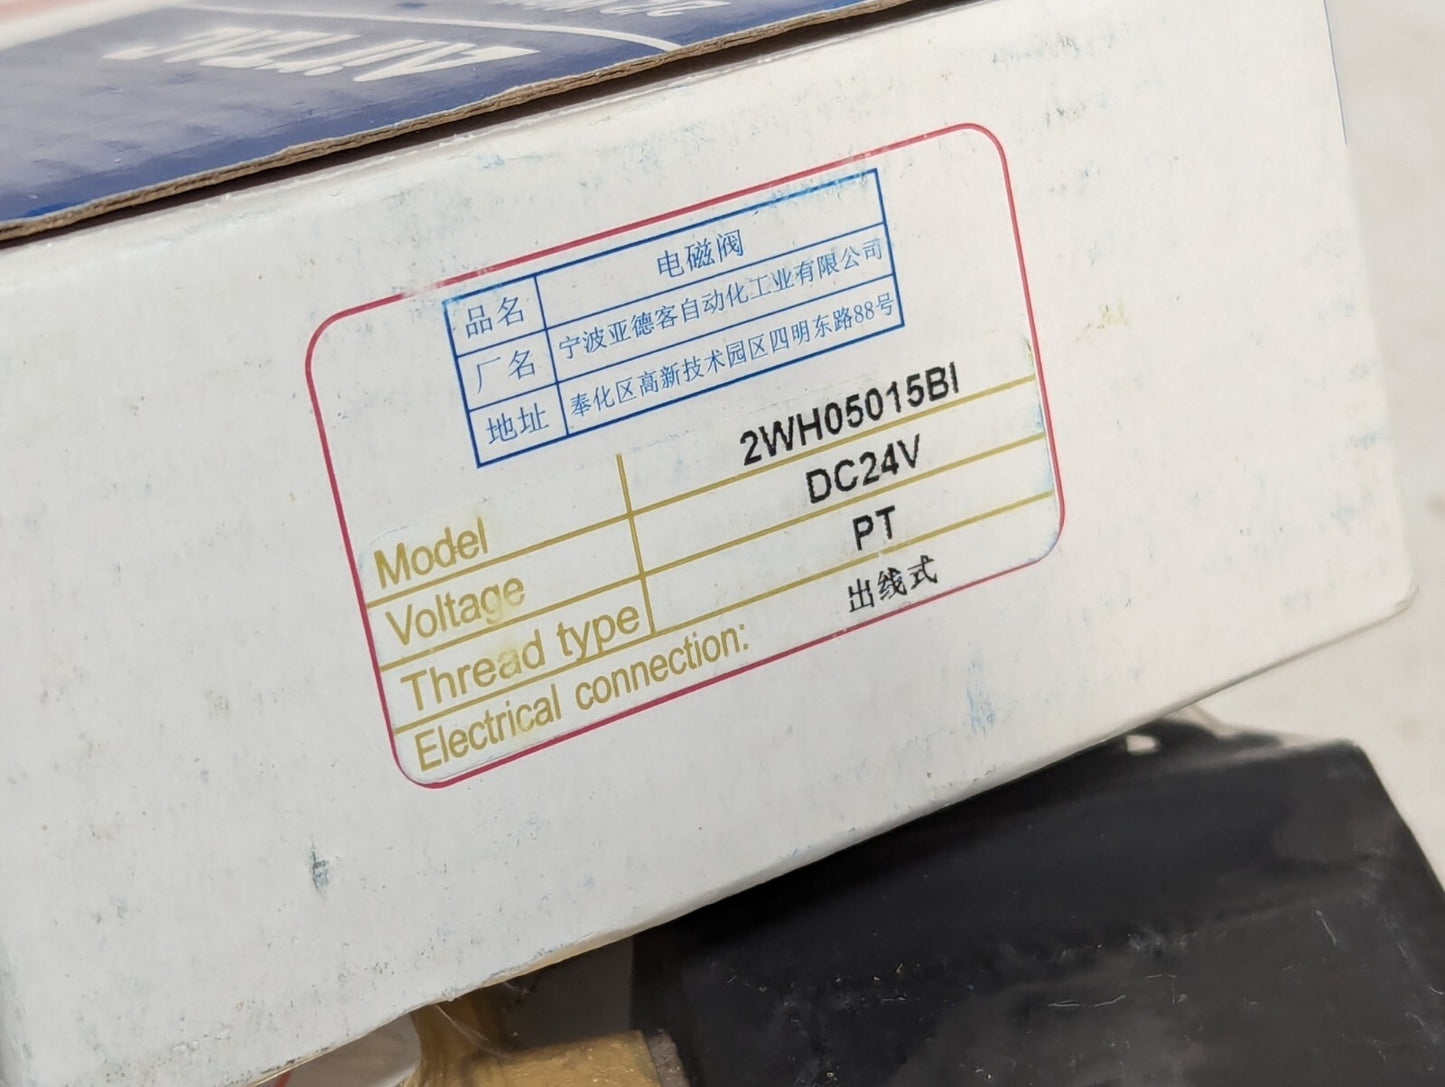 AIRTAC
品名 电磁阀
厂名 宁波亚德客自动化工业有限公司
地址 奉化区高新技术园区四明东路88号
Model 2WH05015BI
Voltage DC24V
Thread type PT
Electrical connection: 出线式